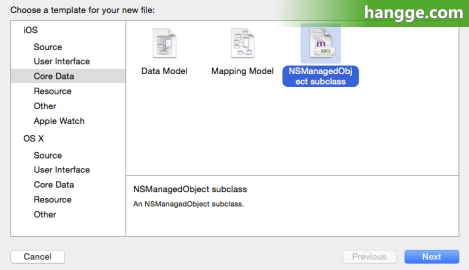 Choose a template for your new file:
hangge.com
iOS
Source
User Interface
Core Data
Resource
Other
Apple Watch
OS X
Source
User Interface
Core Data
Resource
Other
Data Model
Mapping Model
NSManagedObj
ect subclass
m
MO
NSManagedObject subclass
An NSManagedObject subclass.
Cancel
Previous
Next